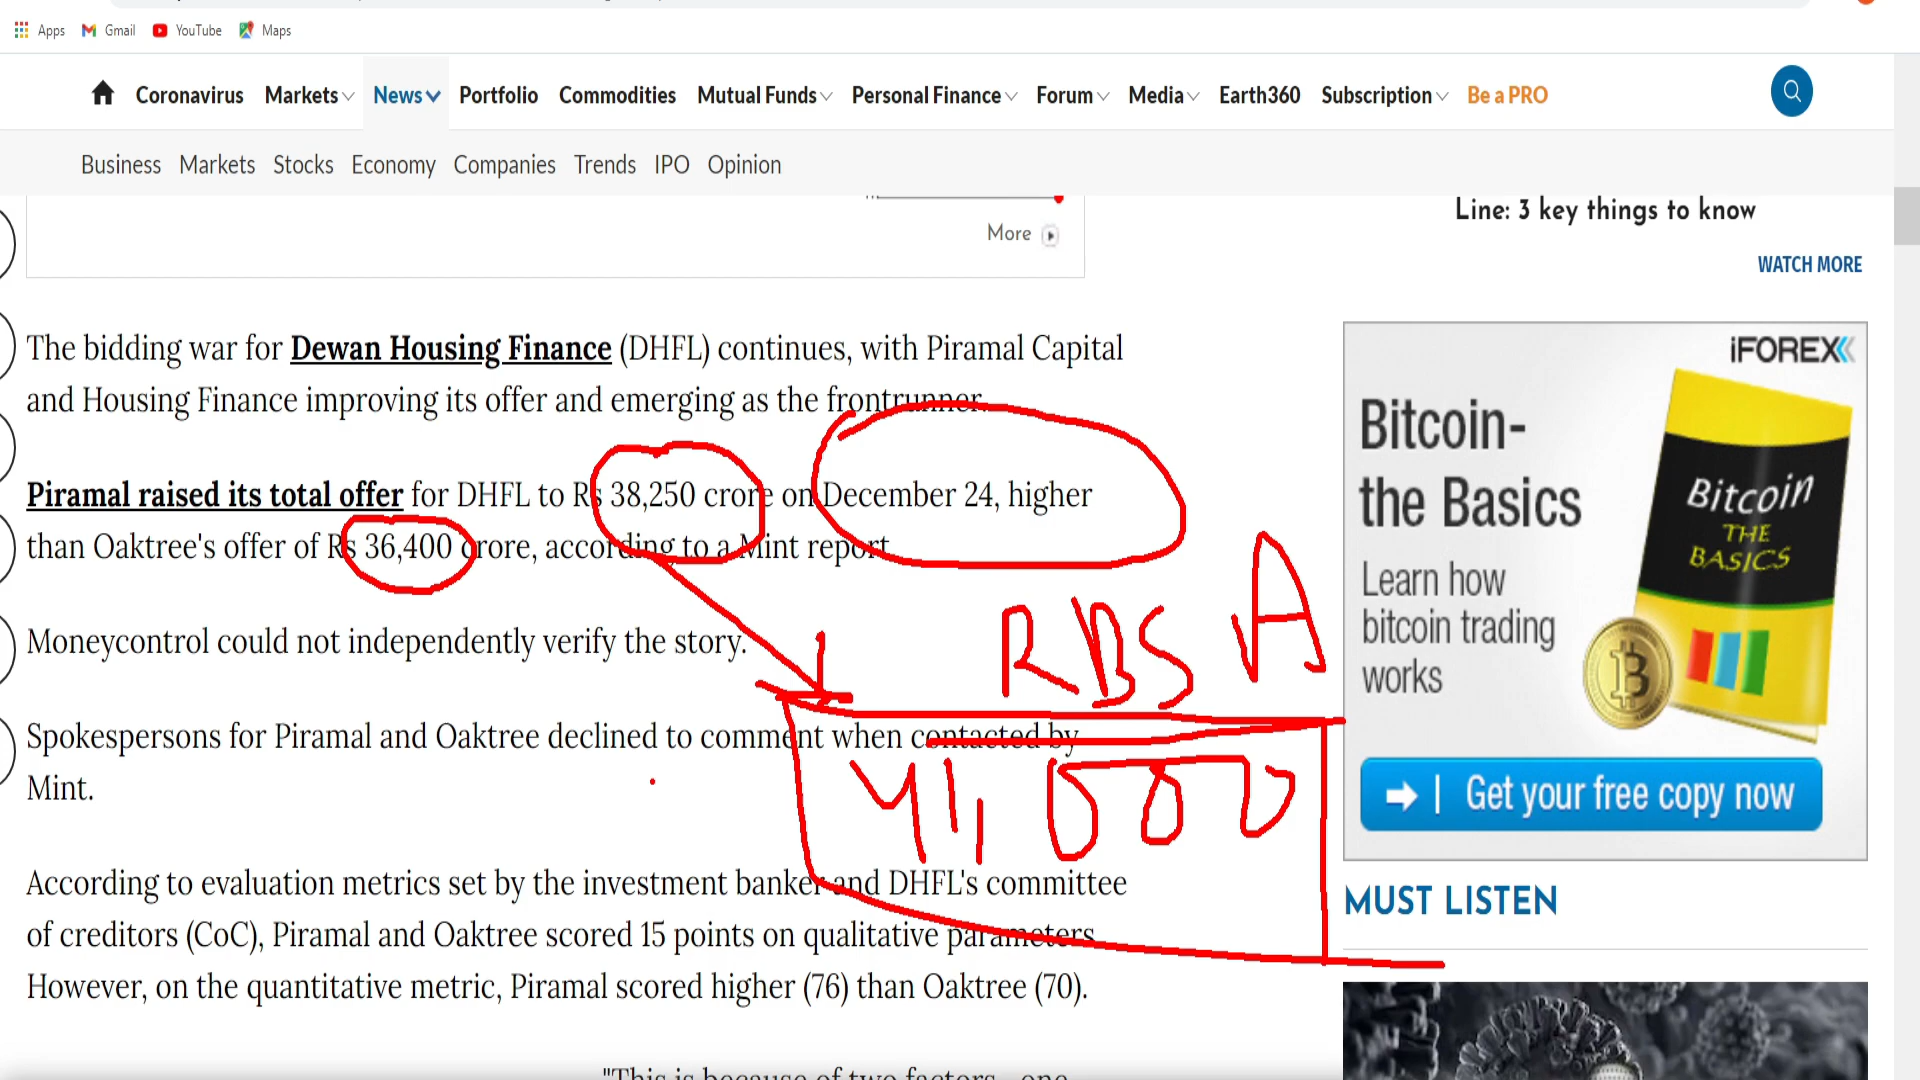 Apps Gmail YouTube Maps
Coronavirus Markets News Portfolio Commodities Mutual Funds Personal Finance Forum Media Earth360 Subscription Be a PRO
Business Markets Stocks Economy Companies Trends IPO Opinion
More
Line: 3 key things to know
WATCH MORE
The bidding war for Dewan Housing Finance (DHFL) continues, with Piramal Capital
and Housing Finance improving its offer and emerging as the frontrunner.
Piramal raised its total offer for DHFL to Rs 38,250 crore on December 24, higher
than Oaktree's offer of Rs 36,400 crore, according to a Mint report.
RBSA
Moneycontrol could not independently verify the story.
Spokespersons for Piramal and Oaktree declined to comment when contacted by
Mint.
41,000
According to evaluation metrics set by the investment banker and DHFL's committee
of creditors (CoC), Piramal and Oaktree scored 15 points on qualitative parameters.
However, on the quantitative metric, Piramal scored higher (76) than Oaktree (70).
"This is because of two factors - one
iFOREX
Bitcoin-
the Basics
Learn how
bitcoin trading
works
Bitcoin
THE
BASICS
Get your free copy now
MUST LISTEN